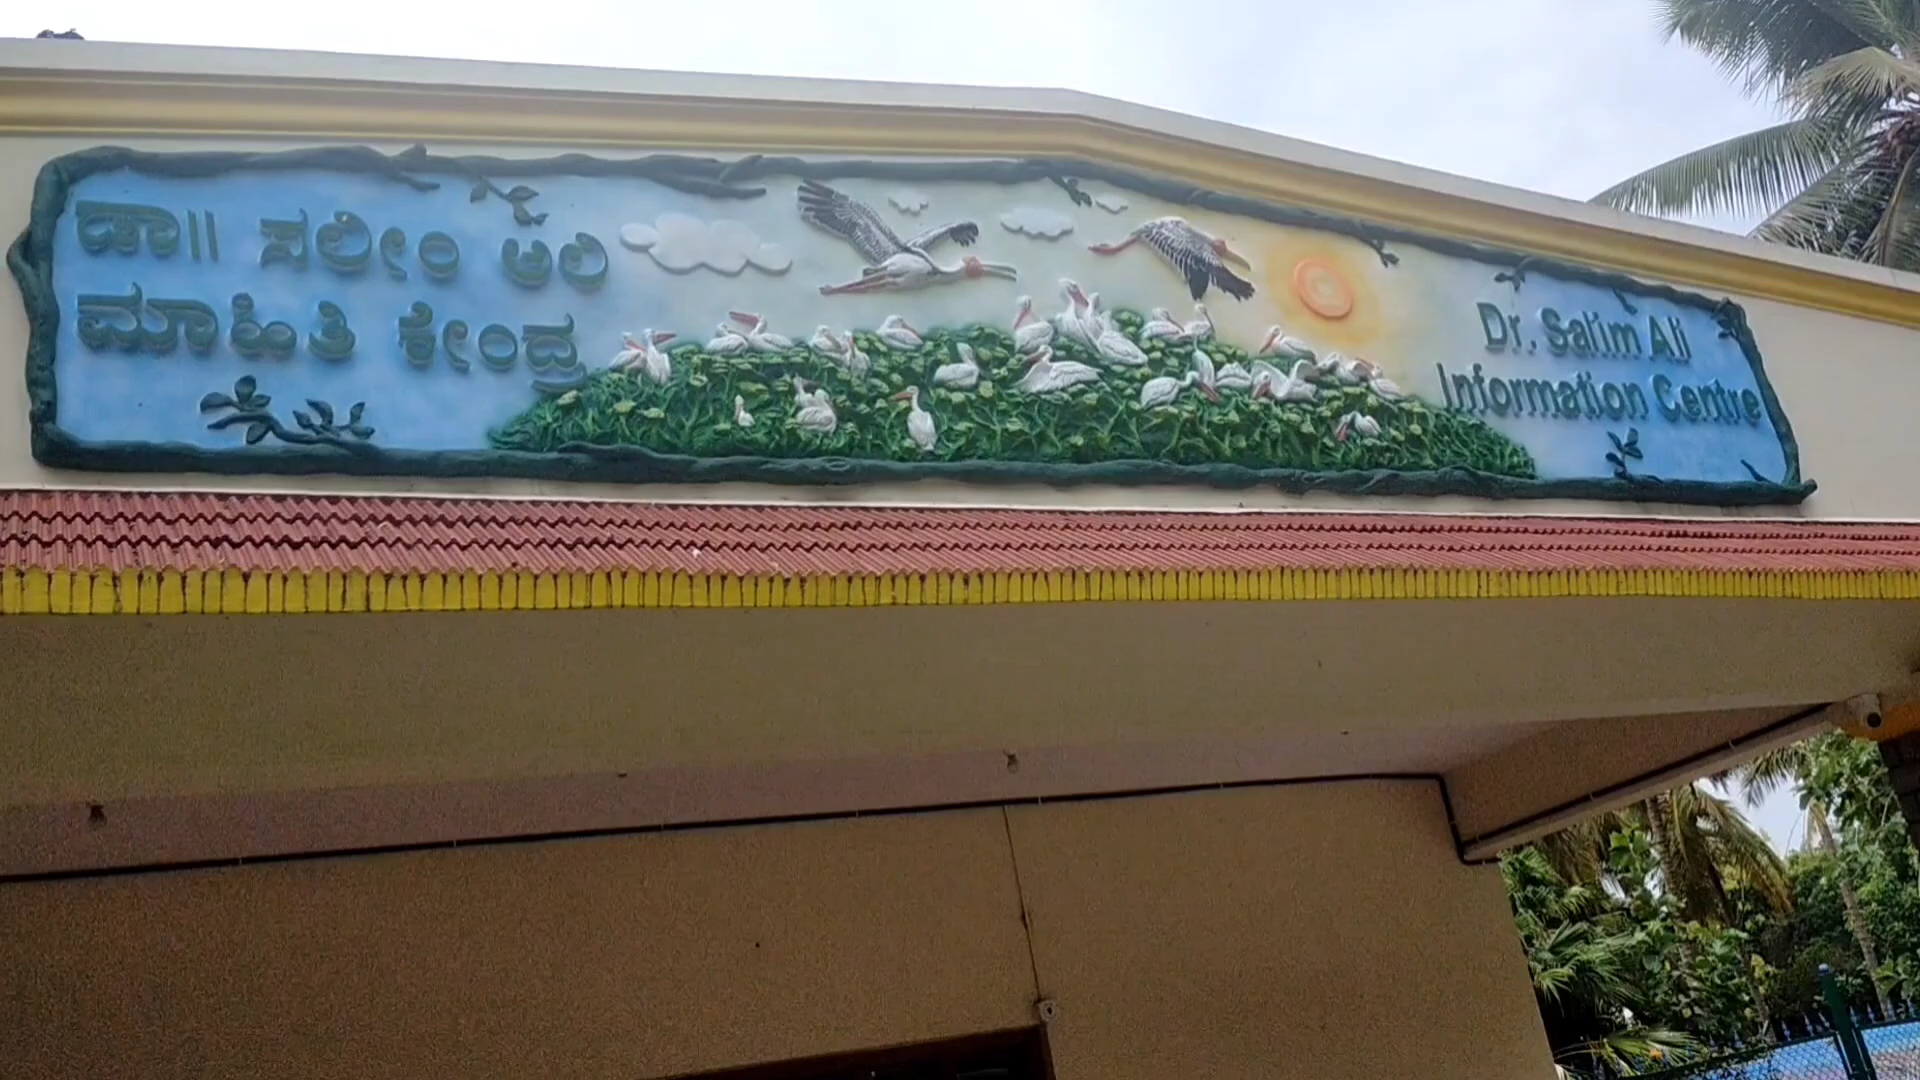 ಡಾ|| ಸಲೀಂ ಅಲಿ
ಮಾಹಿತಿ ಕೇಂದ್ರ
Dr. Salim Ali
Information Centre